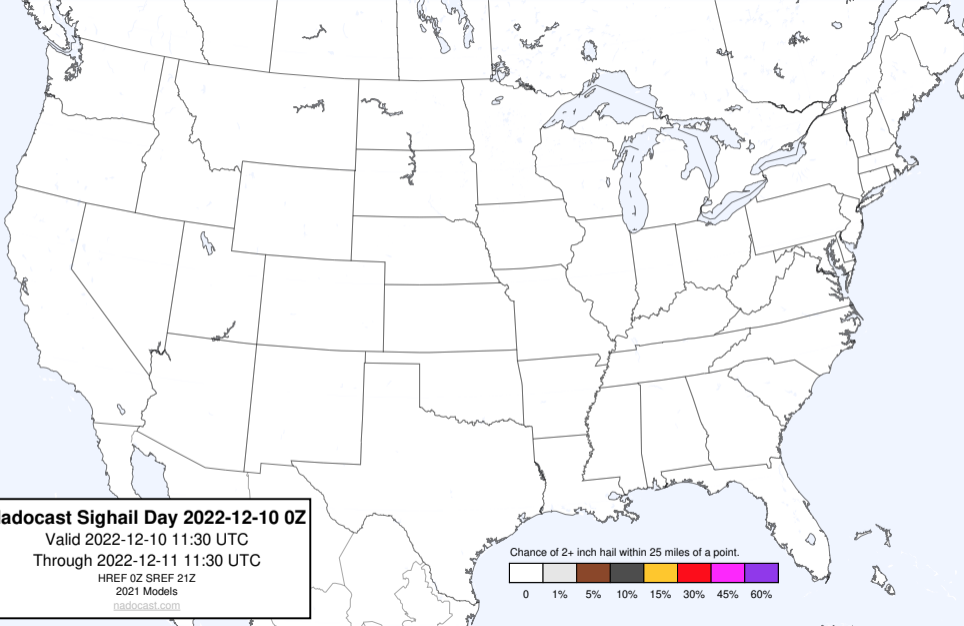 adocast Sighail Day 2022-12-10 0Z
Valid 2022-12-10 11:30 UTC
Through 2022-12-11 11:30 UTC
HREF 0Z SREF 21Z
2021 Models
nadocast.com
Chance of 2+ inch hail within 25 miles of a point.
0 1% 5% 10% 15% 30% 45% 60%